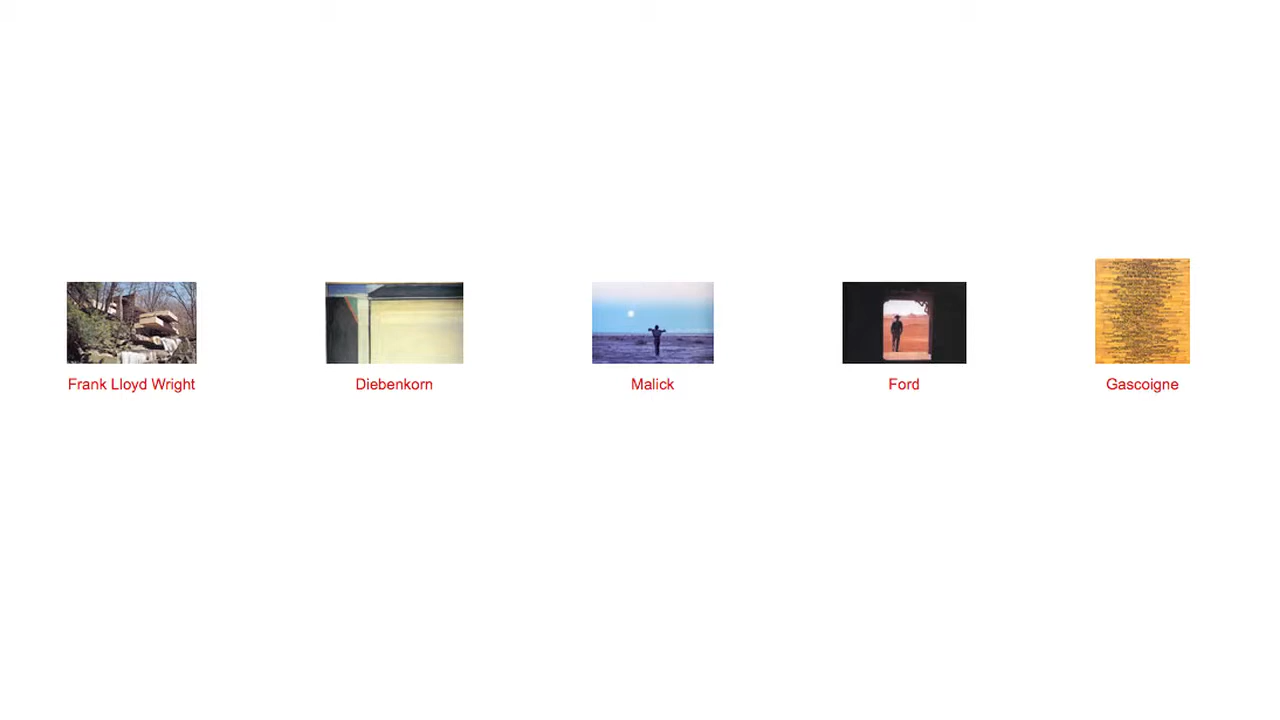 Frank Lloyd Wright
Diebenkorn
Malick
Ford
Gascoigne